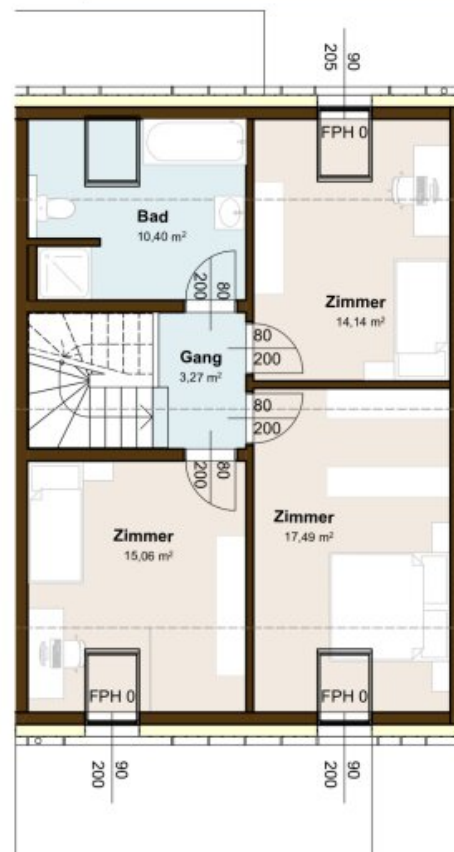 90
205
FPH 0
Bad
10,40 m²
80
200
Zimmer
14,14 m²
80
200
Gang
3,27 m²
80
200
80
200
Zimmer
17,49 m²
Zimmer
15,06 m²
FPH 0
FPH 0
90
200
90
200